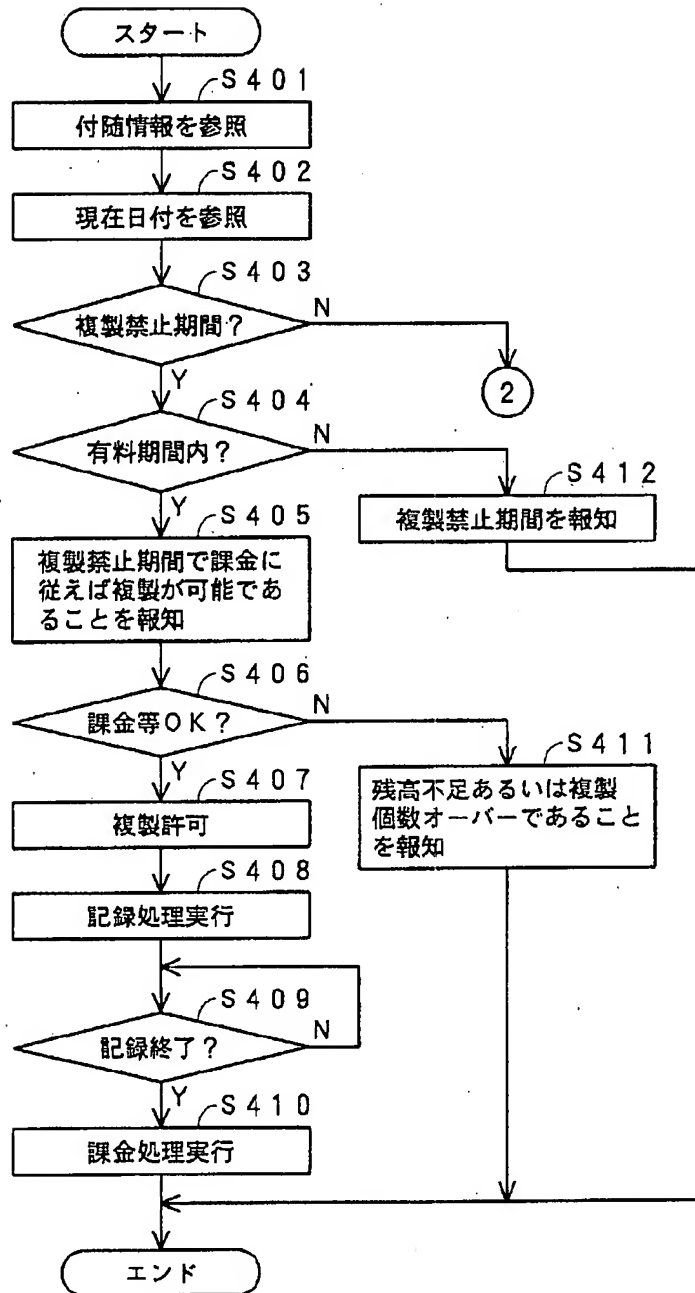 スタート
S401
付随情報を参照
S402
現在日付を参照
S403
複製禁止期間？
N
Y
2
S404
有料期間内？
N
Y
S412
複製禁止期間を報知
S405
複製禁止期間で課金に
従えば複製が可能であ
ることを報知
S406
課金等OK？
N
Y
S411
残高不足あるいは複製
個数オーバーであること
を報知
S407
複製許可
S408
記録処理実行
S409
記録終了？
N
Y
S410
課金処理実行
エンド